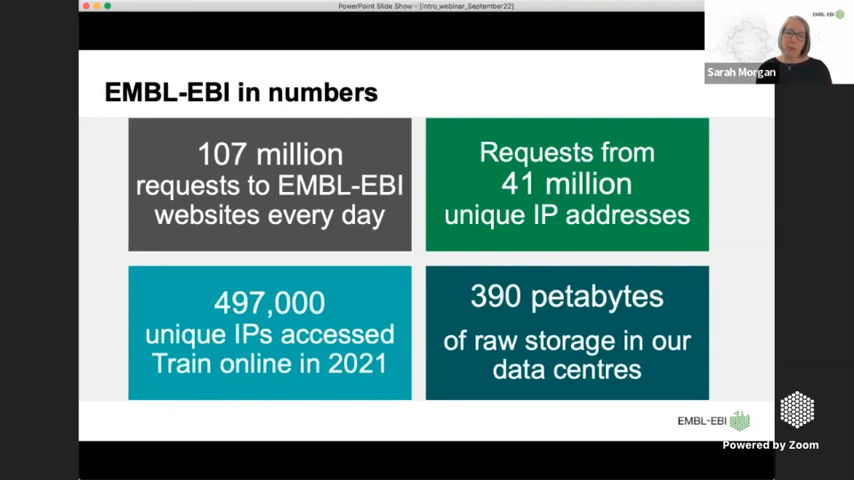 PowerPoint Slide Show - [Intro_webinar_September22]
EMBL-EBI
Sarah Morgan
EMBL-EBI in numbers
107 million
requests to EMBL-EBI
websites every day
Requests from
41 million
unique IP addresses
497,000
unique IPs accessed
Train online in 2021
390 petabytes
of raw storage in our
data centres
EMBL-EBI
Powered by Zoom